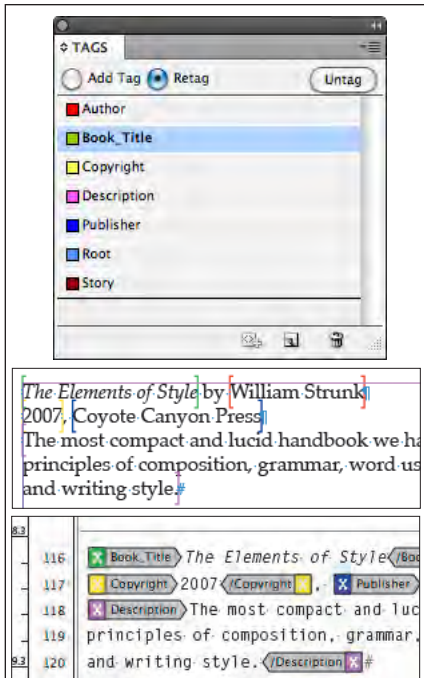 TAGS
Add Tag Retag Untag
Author
Book_Title
Copyright
Description
Publisher
Root
Story
The Elements of Style by William Strunk
2007, Coyote Canyon Press
The most compact and lucid handbook we ha
principles of composition, grammar, word us
and writing style.#
8.3
116 Book_Title The Elements of Style /Boo
117 Copyright 2007 /Copyright , Publisher
118 Description The most compact and luc
119 principles of composition, grammar,
9.3 120 and writing style. /Description #